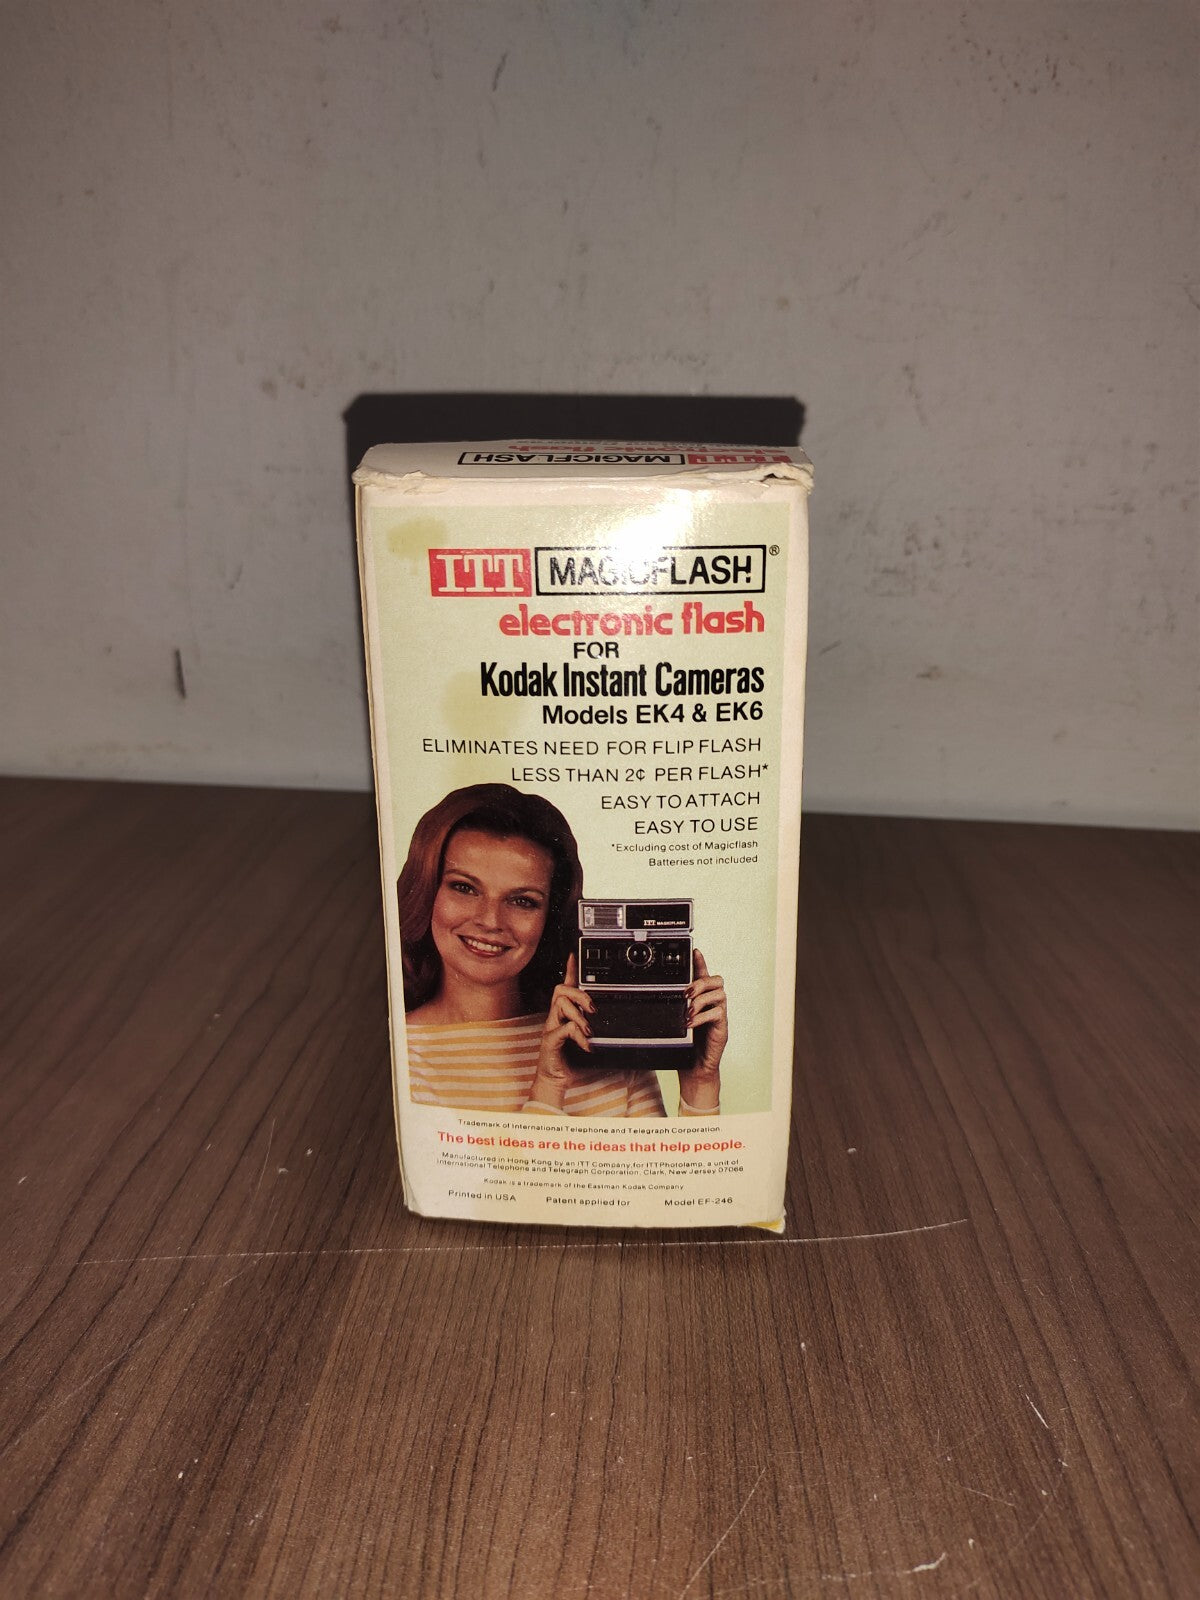 electronic flash
ITT MAGICFLASH
ITT MAGICFLASH®
electronic flash
FOR
Kodak Instant Cameras
Models EK4 & EK6
ELIMINATES NEED FOR FLIP FLASH
LESS THAN 2¢ PER FLASH*
EASY TO ATTACH
EASY TO USE
*Excluding cost of Magicflash
Batteries not included
ITT MAGICFLASH
Trademark of International Telephone and Telegraph Corporation.
The best ideas are the ideas that help people.
Manufactured in Hong Kong by an ITT Company, for ITT Photolamp, a unit of
International Telephone and Telegraph Corporation, Clark, New Jersey 07066
Kodak is a trademark of the Eastman Kodak Company
Printed in USA Patent applied for Model EF-246